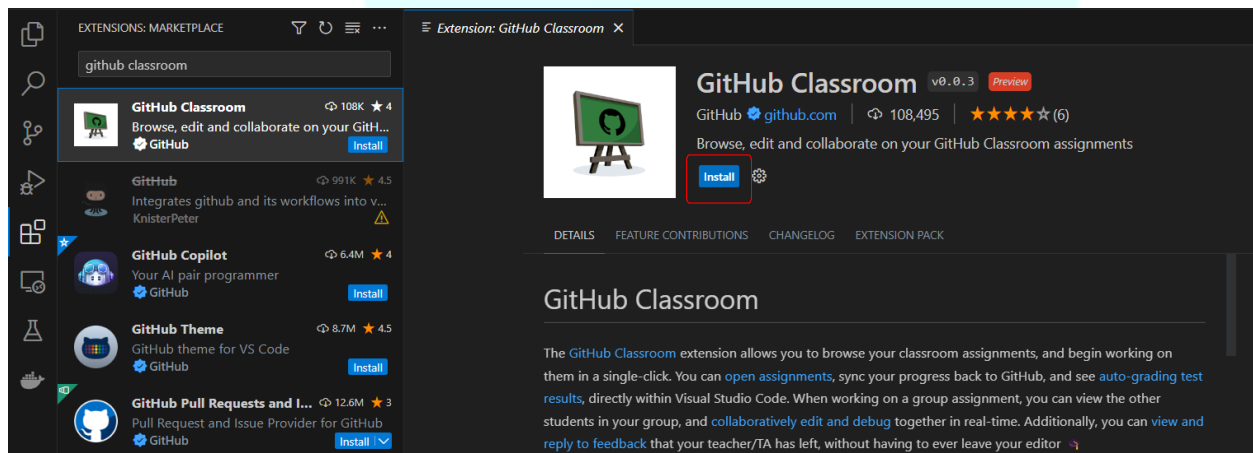 EXTENSIONS: MARKETPLACE
github classroom
GitHub Classroom 108K ★ 4
Browse, edit and collaborate on your GitH...
GitHub Install
GitHub 991K ★ 4.5
Integrates github and its workflows into v...
KnisterPeter
GitHub Copilot 6.4M ★ 4
Your AI pair programmer
GitHub Install
GitHub Theme 8.7M ★ 4.5
GitHub theme for VS Code
GitHub Install
GitHub Pull Requests and I... 12.6M ★ 3
Pull Request and Issue Provider for GitHub
GitHub Install
Extension: GitHub Classroom
GitHub Classroom v0.0.3 Preview
GitHub github.com | 108,495 | ★★★★☆(6)
Browse, edit and collaborate on your GitHub Classroom assignments
Install
DETAILS FEATURE CONTRIBUTIONS CHANGELOG EXTENSION PACK
GitHub Classroom
The GitHub Classroom extension allows you to browse your classroom assignments, and begin working on
them in a single-click. You can open assignments, sync your progress back to GitHub, and see auto-grading test
results, directly within Visual Studio Code. When working on a group assignment, you can view the other
students in your group, and collaboratively edit and debug together in real-time. Additionally, you can view and
reply to feedback that your teacher/TA has left, without having to ever leave your editor